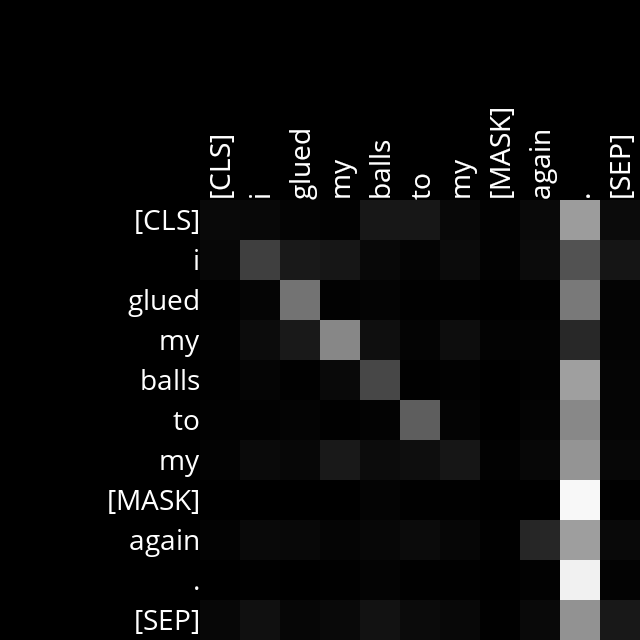 [CLS] i glued my balls to my [MASK] again . [SEP]
[CLS]
i
glued
my
balls
to
my
[MASK]
again
.
[SEP]